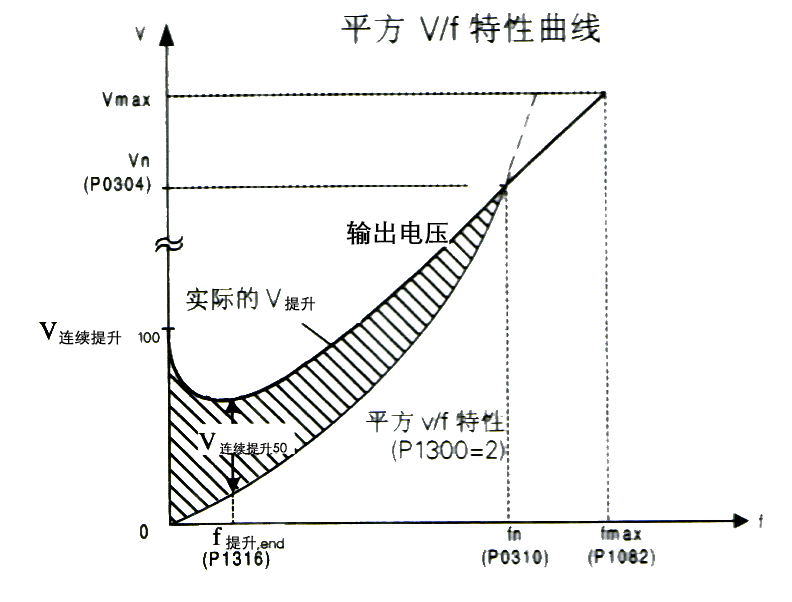 平方 V/f 特性曲线
V
Vmax
Vn
(P0304)
输出电压
实际的 V提升
V连续提升 100
平方 v/f 特性
(P1300=2)
V连续提升50
0
f
f提升,end
(P1316)
fn
(P0310)
fmax
(P1082)